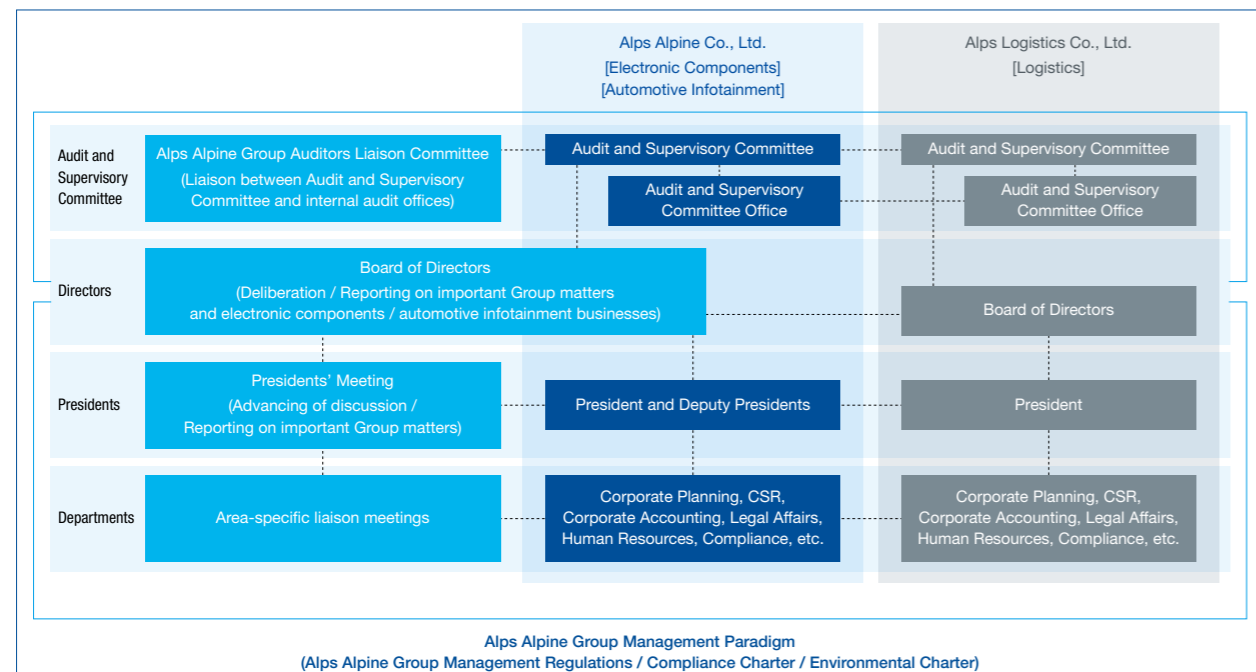 Alps Alpine Co., Ltd.
[Electronic Components]
[Automotive Infotainment]
Alps Logistics Co., Ltd.
[Logistics]
Audit and
Supervisory
Committee
Alps Alpine Group Auditors Liaison Committee
(Liaison between Audit and Supervisory
Committee and internal audit offices)
Audit and Supervisory Committee
Audit and Supervisory
Committee Office
Audit and Supervisory Committee
Audit and Supervisory
Committee Office
Directors
Board of Directors
(Deliberation / Reporting on important Group matters
and electronic components / automotive infotainment businesses)
Board of Directors
Presidents
Presidents’ Meeting
(Advancing of discussion /
Reporting on important Group matters)
President and Deputy Presidents
President
Departments
Area-specific liaison meetings
Corporate Planning, CSR,
Corporate Accounting, Legal Affairs,
Human Resources, Compliance, etc.
Corporate Planning, CSR,
Corporate Accounting, Legal Affairs,
Human Resources, Compliance, etc.
Alps Alpine Group Management Paradigm
(Alps Alpine Group Management Regulations / Compliance Charter / Environmental Charter)